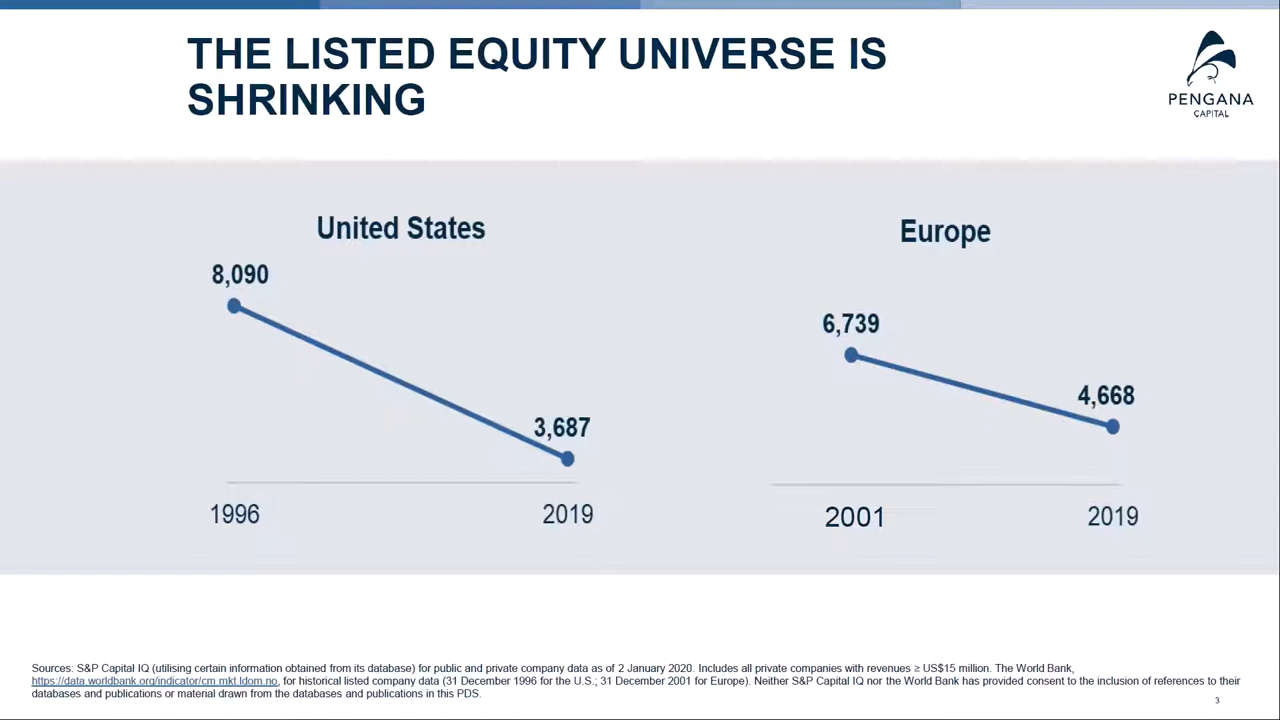 THE LISTED EQUITY UNIVERSE IS
SHRINKING
PENGANA
CAPITAL
United States
8,090
3,687
1996
2019
Europe
6,739
4,668
2001
2019
Sources: S&P Capital IQ (utilising certain information obtained from its database) for public and private company data as of 2 January 2020. Includes all private companies with revenues ≥ US$15 million. The World Bank,
https://data.worldbank.org/indicator/cm.mkt.ldom.no, for historical listed company data (31 December 1996 for the U.S.; 31 December 2001 for Europe). Neither S&P Capital IQ nor the World Bank has provided consent to the inclusion of references to their
databases and publications or material drawn from the databases and publications in this PDS.
3